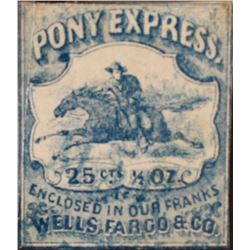 PONY EXPRESS.
25 CTS. ½ OZ.
ENCLOSED IN OUR FRANKS
WELLS, FARGO & CO.